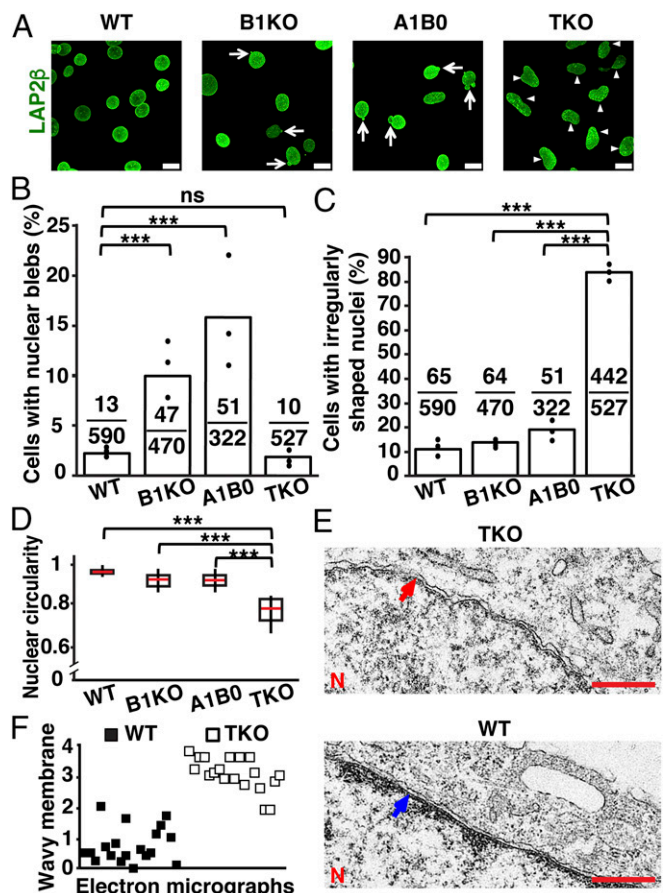 A
WT
B1KO
A1B0
TKO
LAP2β
B
Cells with nuclear blebs (%)
25
20
15
10
5
0
ns
***
***
13
590
47
470
51
322
10
527
WT
B1KO
A1B0
TKO
C
Cells with irregularly
shaped nuclei (%)
90
80
70
60
50
40
30
20
10
0
***
***
***
65
590
64
470
51
322
442
527
WT
B1KO
A1B0
TKO
D
Nuclear circularity
1
0.8
0.6
0
***
***
***
WT
B1KO
A1B0
TKO
E
TKO
N
WT
N
F
WT
TKO
Wavy membrane
4
3
2
1
0
Electron micrographs